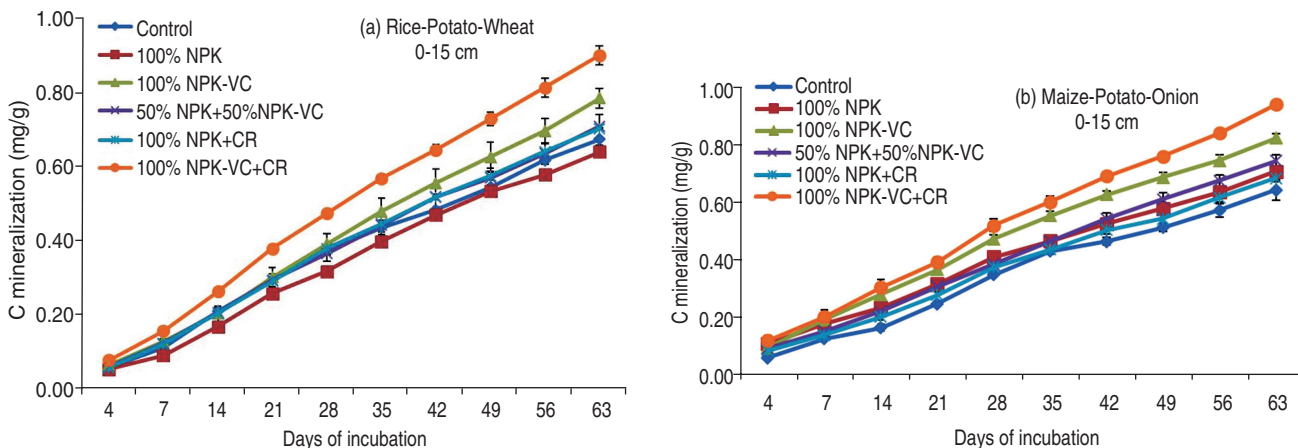 (a) Rice-Potato-Wheat
0-15 cm
Control
100% NPK
100% NPK-VC
50% NPK+50%NPK-VC
100% NPK+CR
100% NPK-VC+CR
C mineralization (mg/g)
1.00
0.80
0.60
0.40
0.20
0.00
4 7 14 21 28 35 42 49 56 63
Days of incubation
(b) Maize-Potato-Onion
0-15 cm
Control
100% NPK
100% NPK-VC
50% NPK+50%NPK-VC
100% NPK+CR
100% NPK-VC+CR
C mineralization (mg/g)
1.00
0.80
0.60
0.40
0.20
0.00
4 7 14 21 28 35 42 49 56 63
Days of incubation